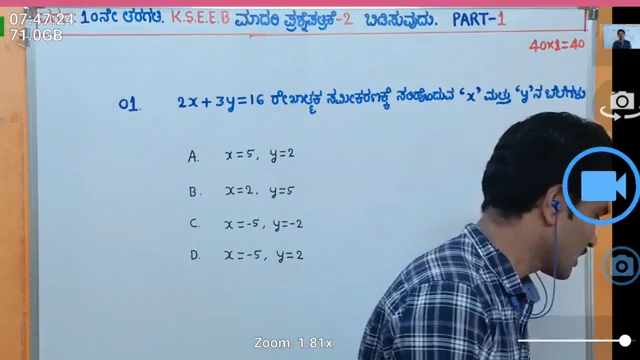 07:47:24
71.0GB
10ನೇ ತರಗತಿ. K.S.E.E.B ಮಾದರಿ ಪ್ರಶ್ನೆಪತ್ರಿಕೆ-2 ಬಿಡಿಸುವುದು. PART-1
40×1=40
01. 2x+3y=16 ರೇಖಾತ್ಮಕ ಸಮೀಕರಣಕ್ಕೆ ಸರಿಹೊಂದುವ 'x' ಮತ್ತು 'y' ನ ಬೆಲೆಗಳು
A. x=5, y=2
B. x=2, y=5
C. x=-5, y=-2
D. x=-5, y=2
Zoom: 1.81x